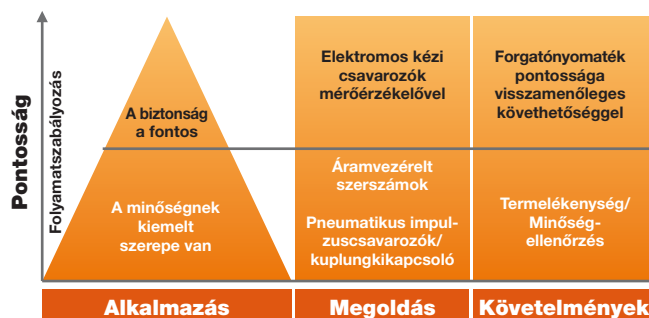 Pontosság
Folyamatszabályozás
A biztonság
a fontos
A minőségnek
kiemelt
szerepe van
Elektromos kézi
csavarozók
mérőérzékelővel
Áramvezérelt
szerszámok
Pneumatikus impul-
zuscsavarozók/
kuplungkikapcsoló
Forgatónyomaték
pontossága
visszamenőleges
követhetőséggel
Termelékenység/
Minőség-
ellenőrzés
Alkalmazás
Megoldás
Követelmények